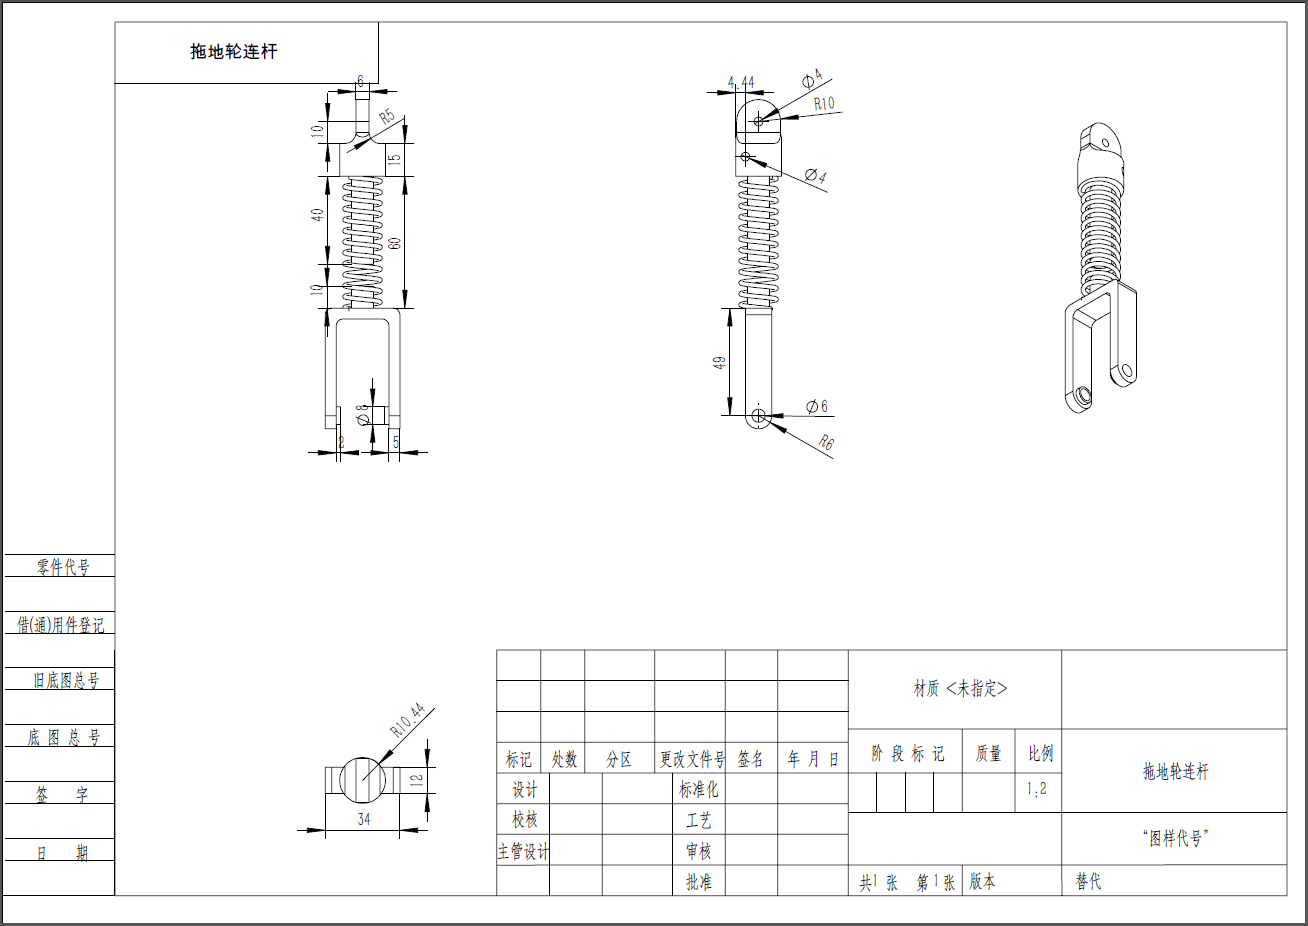 拖地轮连杆
6
R5
10
15
40
60
10
Ø8
2
5
4.44
Ø4
R10
Ø4
49
Ø6
R6
零件代号
借(通)用件登记
旧底图总号
底图总号
签 字
日 期
R10.44
12
34
材质 <未指定>
标记 处数 分区 更改文件号 签名 年 月 日
阶 段 标 记 质量 比例
拖地轮连杆
设计 标准化
1:2
校核 工艺
主管设计 审核
“图样代号”
批准
共1 张 第1张 版本 替代